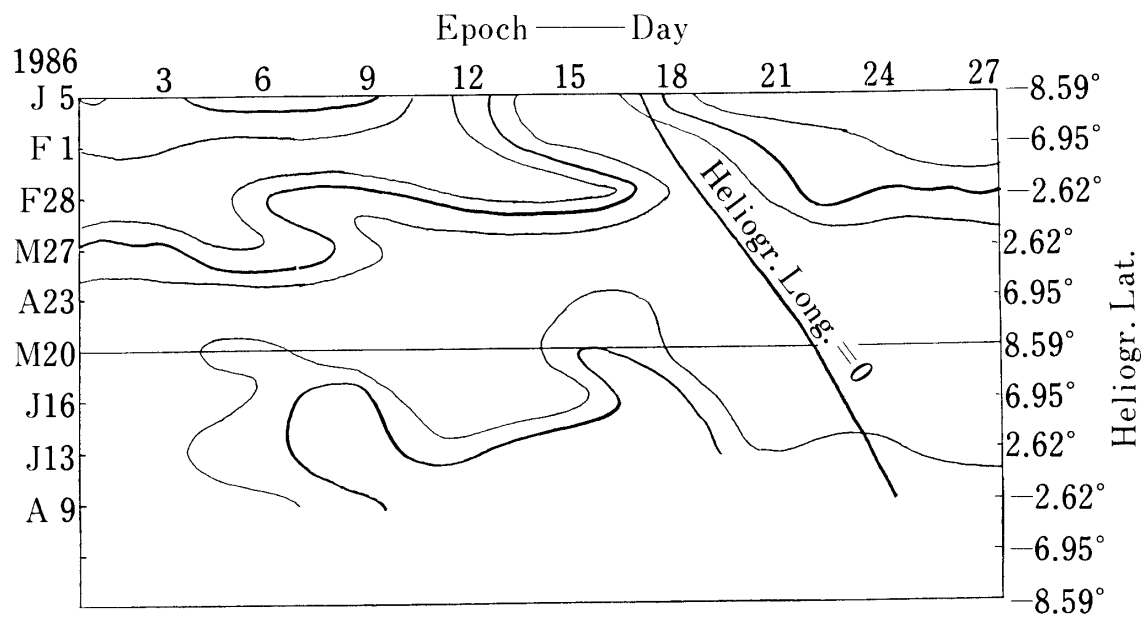 Epoch — Day
1986
3 6 9 12 15 18 21 24 27
J 5
F 1
F28
M27
A23
M20
J16
J13
A 9
—8.59°
—6.95°
—2.62°
2.62°
6.95°
8.59°
6.95°
2.62°
—2.62°
—6.95°
—8.59°
Heliogr. Lat.
Heliogr. Long. =0